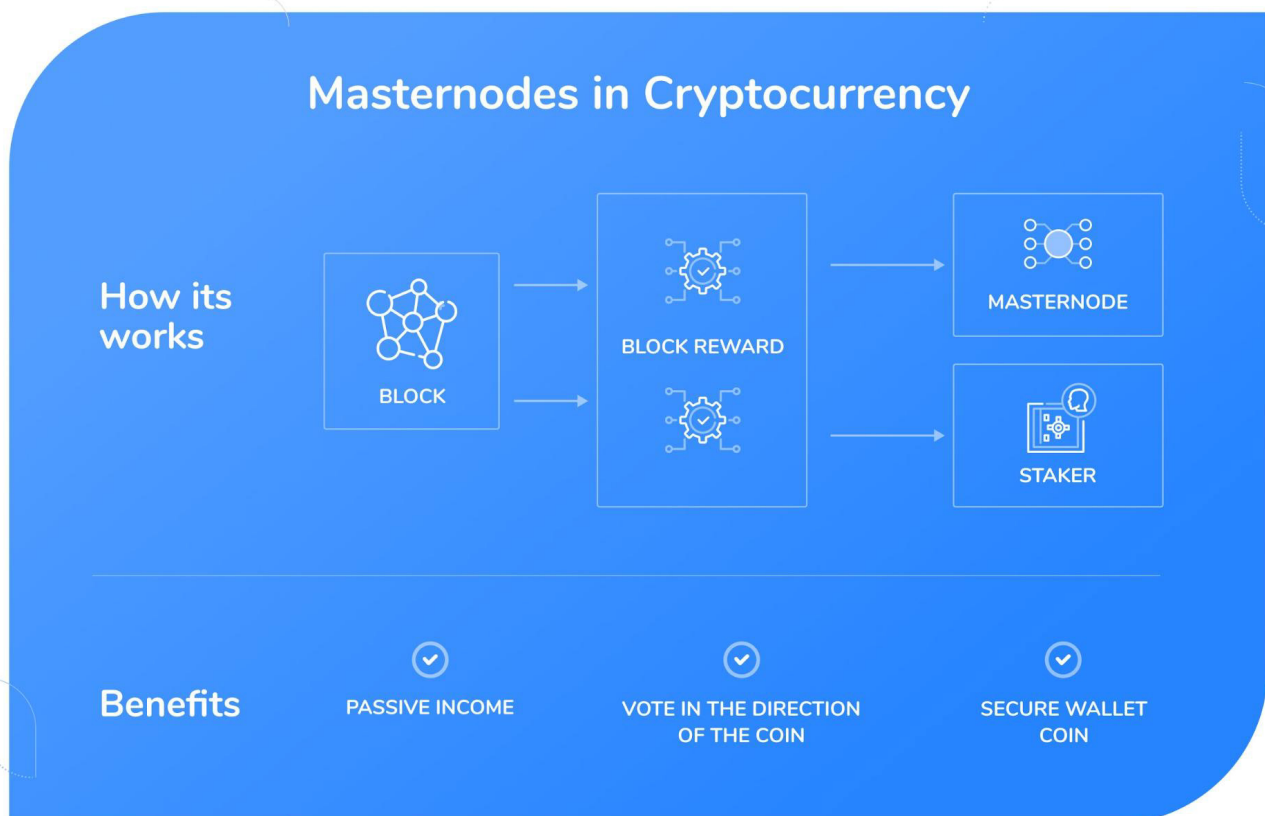 Masternodes in Cryptocurrency
How its
works
BLOCK
BLOCK REWARD
MASTERNODE
STAKER
Benefits
PASSIVE INCOME
VOTE IN THE DIRECTION
OF THE COIN
SECURE WALLET
COIN